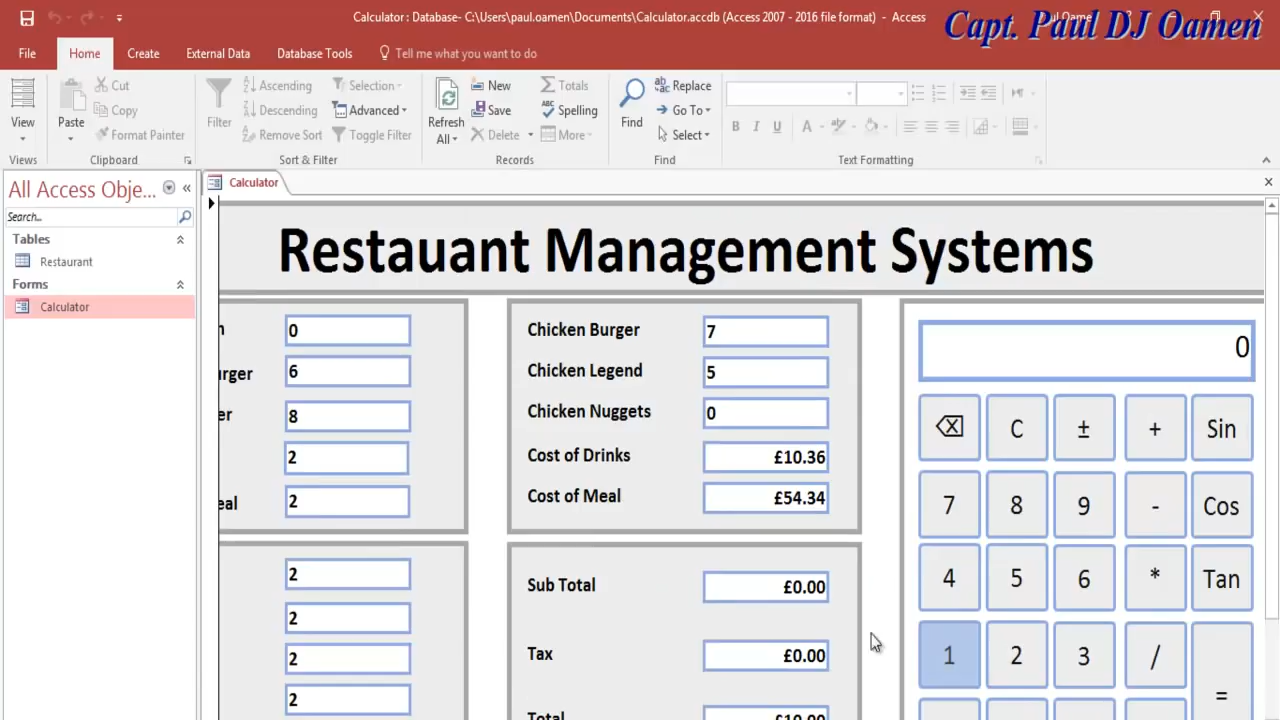 Calculator : Database- C:\Users\paul.oamen\Documents\Calculator.accdb (Access 2007 - 2016 file format) - Access
Capt. Paul DJ Oamen
File Home Create External Data Database Tools Tell me what you want to do
View
Views
Paste
Cut
Copy
Format Painter
Clipboard
Filter
Ascending
Descending
Remove Sort
Selection
Advanced
Toggle Filter
Sort & Filter
Refresh
All
New
Save
Delete
Totals
Spelling
More
Records
Find
Replace
Go To
Select
Find
B I U A
Text Formatting
All Access Obje...
Search..
Tables
Restaurant
Forms
Calculator
Calculator
Restauant Management Systems
0
urger 6
er 8
2
eal 2
2
2
2
2
Chicken Burger 7
Chicken Legend 5
Chicken Nuggets 0
Cost of Drinks £10.36
Cost of Meal £54.34
Sub Total £0.00
Tax £0.00
0
C ± + Sin
7 8 9 - Cos
4 5 6 * Tan
1 2 3 / =